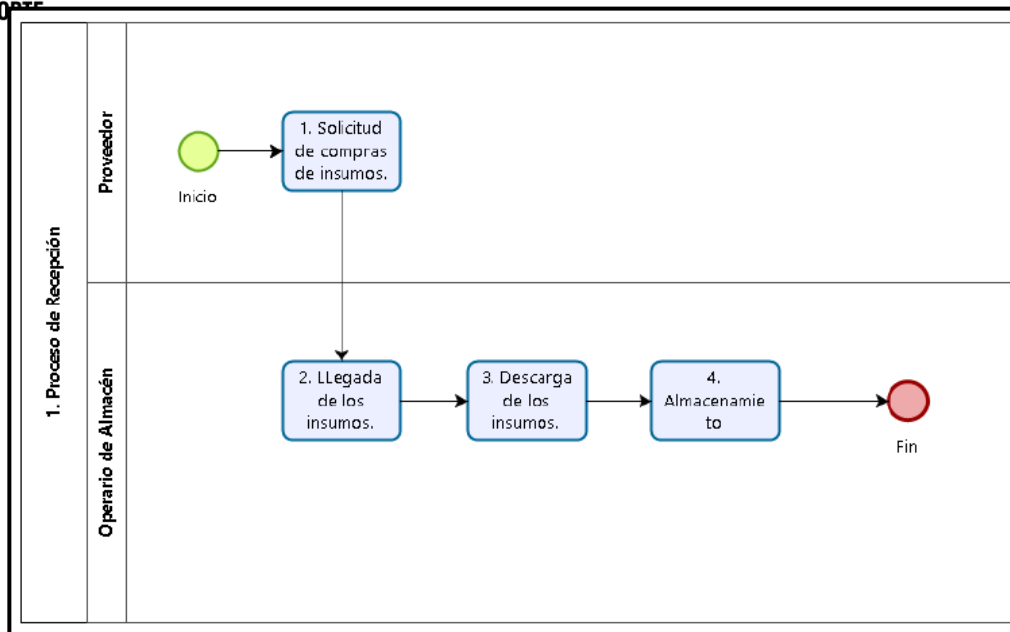 1. Proceso de Recepción
Proveedor
Inicio
1. Solicitud
de compras
de insumos.
Operario de Almacén
2. LLegada
de los
insumos.
3. Descarga
de los
insumos.
4.
Almacenamie
to
Fin